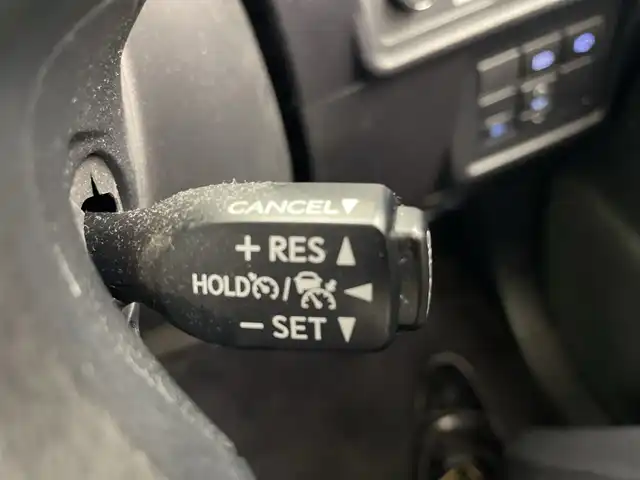 CANCEL▼
+ RES ▲
HOLD / ◀
− SET ▼